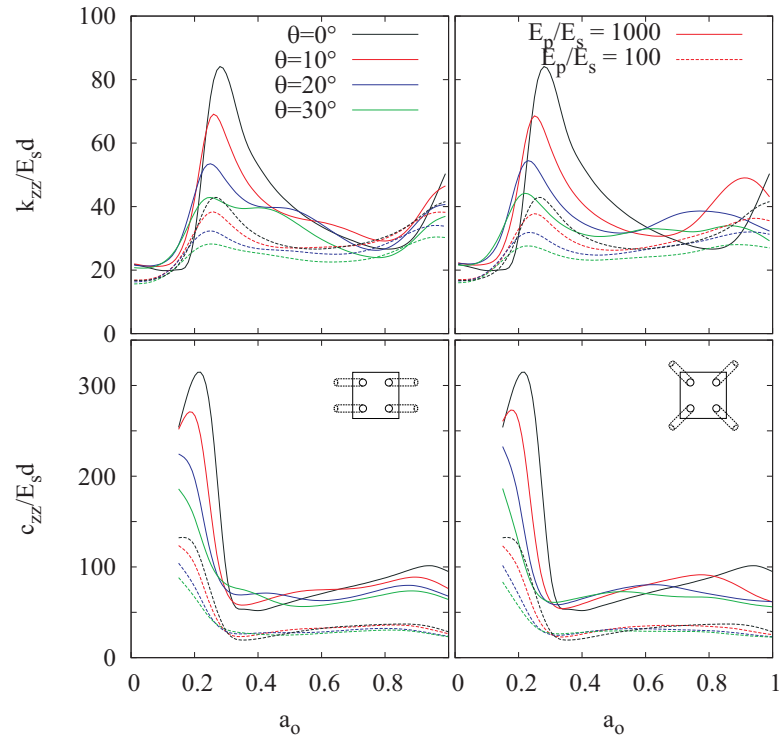 100
80
60
40
20
0
k_zz/E_s d
θ=0°
θ=10°
θ=20°
θ=30°
E_p/E_s = 1000
E_p/E_s = 100
300
200
100
0
c_zz/E_s d
0 0.2 0.4 0.6 0.8
0 0.2 0.4 0.6 0.8 1
a_o
a_o